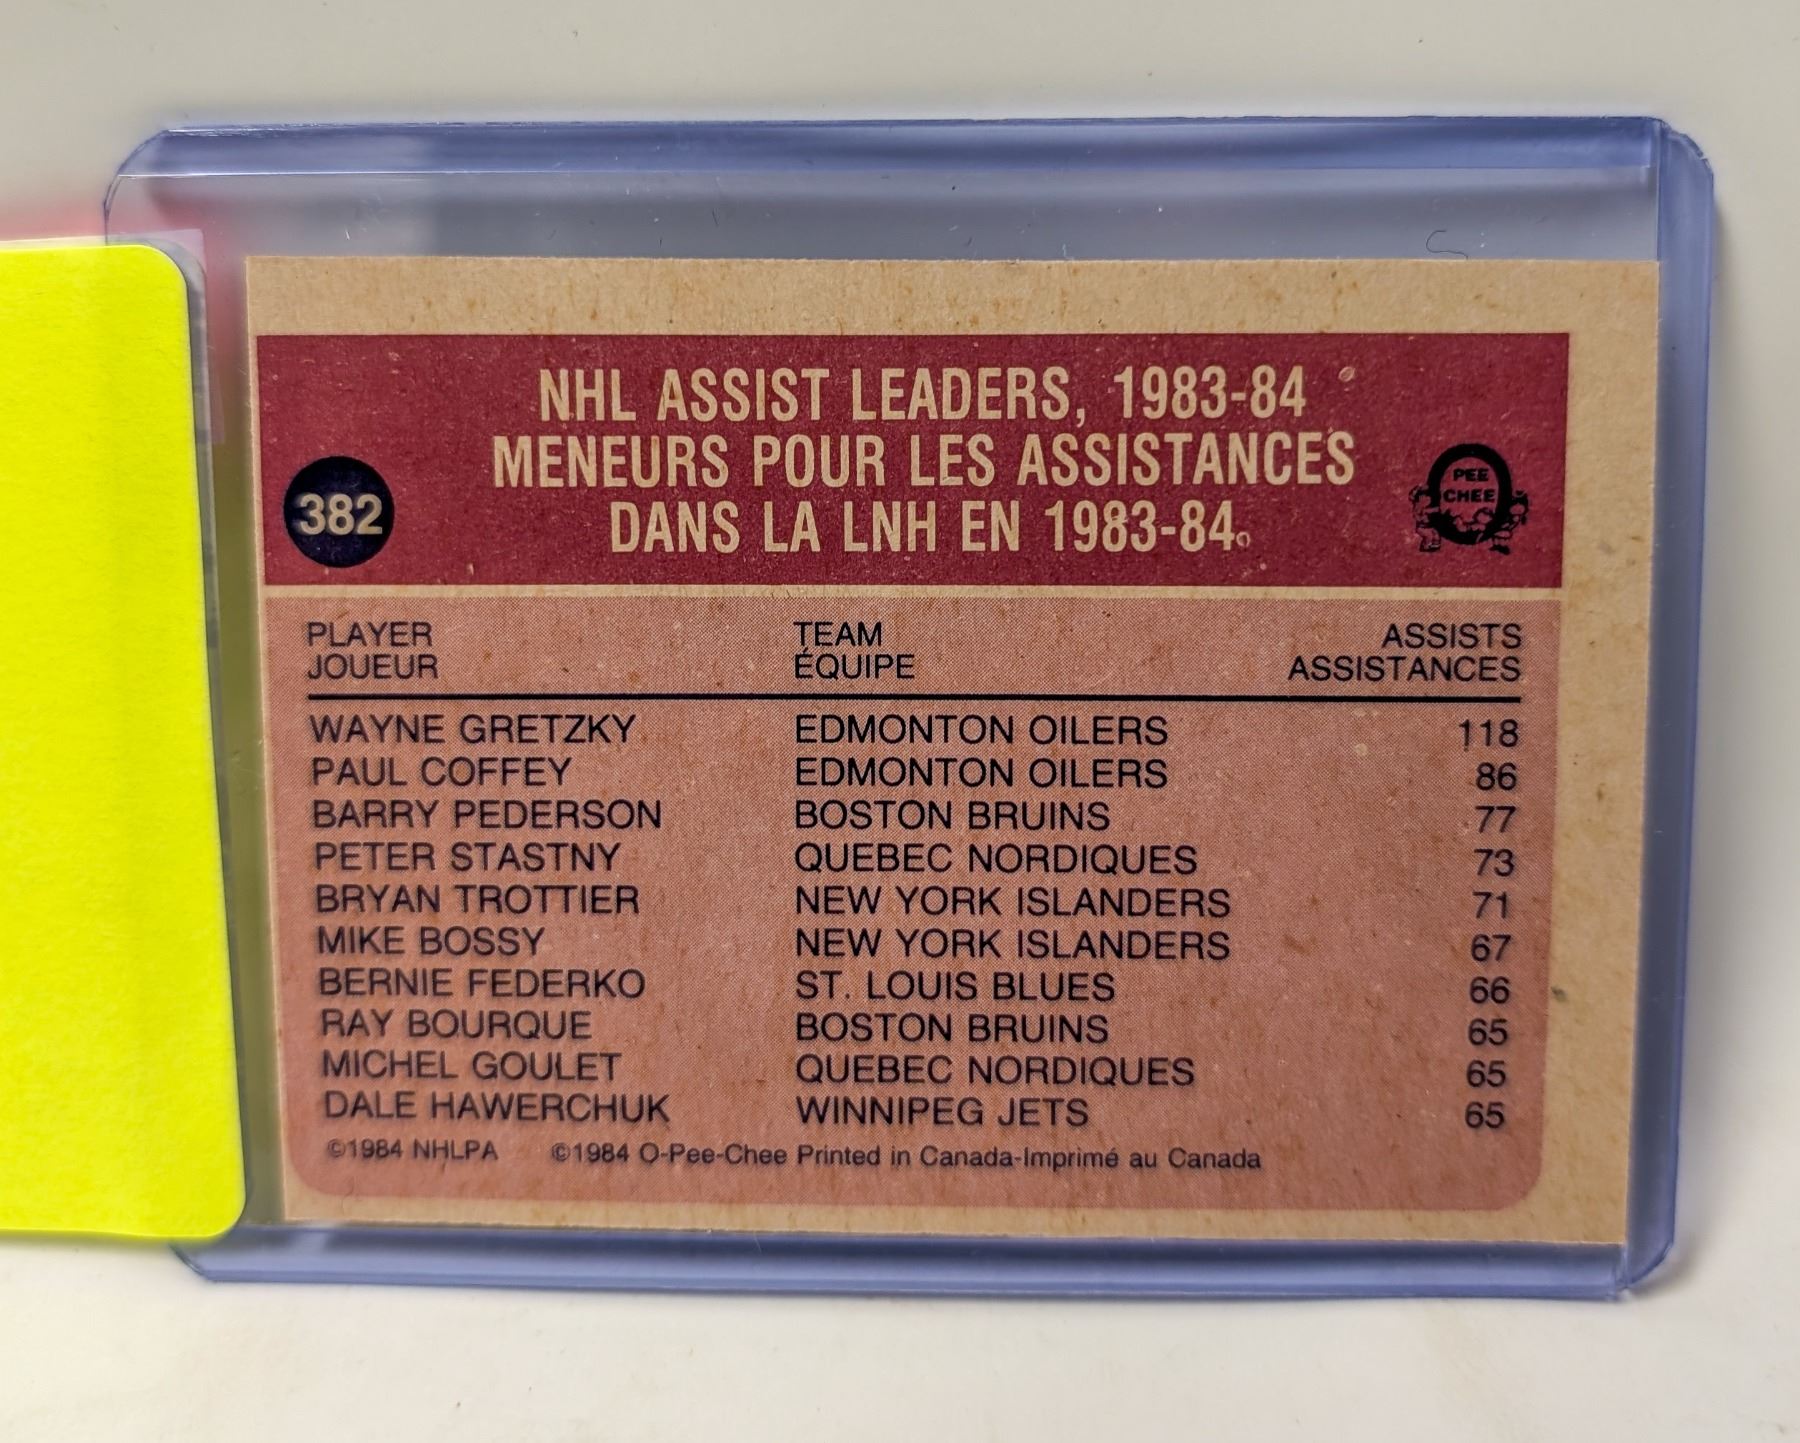 NHL ASSIST LEADERS, 1983-84
MENEURS POUR LES ASSISTANCES
DANS LA LNH EN 1983-84
382
PEE
CHEE
PLAYER TEAM ASSISTS
JOUEUR ÉQUIPE ASSISTANCES
WAYNE GRETZKY EDMONTON OILERS 118
PAUL COFFEY EDMONTON OILERS 86
BARRY PEDERSON BOSTON BRUINS 77
PETER STASTNY QUEBEC NORDIQUES 73
BRYAN TROTTIER NEW YORK ISLANDERS 71
MIKE BOSSY NEW YORK ISLANDERS 67
BERNIE FEDERKO ST. LOUIS BLUES 66
RAY BOURQUE BOSTON BRUINS 65
MICHEL GOULET QUEBEC NORDIQUES 65
DALE HAWERCHUK WINNIPEG JETS 65
©1984 NHLPA ©1984 O-Pee-Chee Printed in Canada-Imprimé au Canada